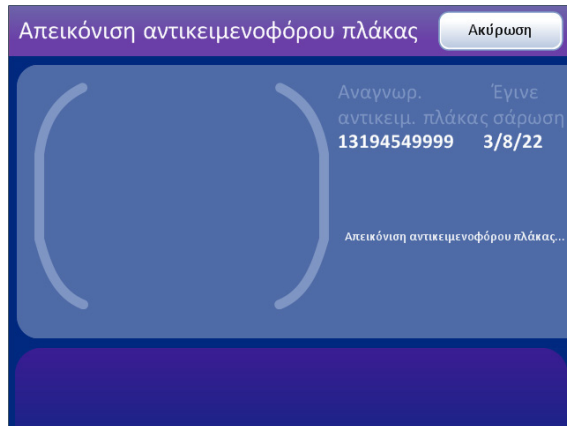 Απεικόνιση αντικειμενοφόρου πλάκας
Ακύρωση
Αναγνωρ. Έγινε
αντικειμ. πλάκας σάρωση
13194549999 3/8/22
Απεικόνιση αντικειμενοφόρου πλάκας...